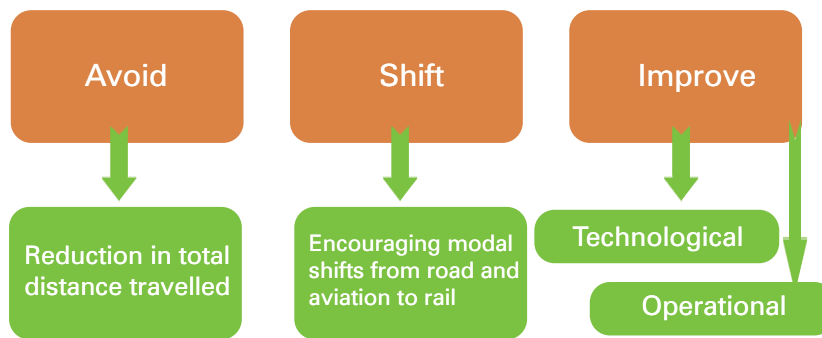 Avoid
Shift
Improve
Reduction in total
distance travelled
Encouraging modal
shifts from road and
aviation to rail
Technological
Operational